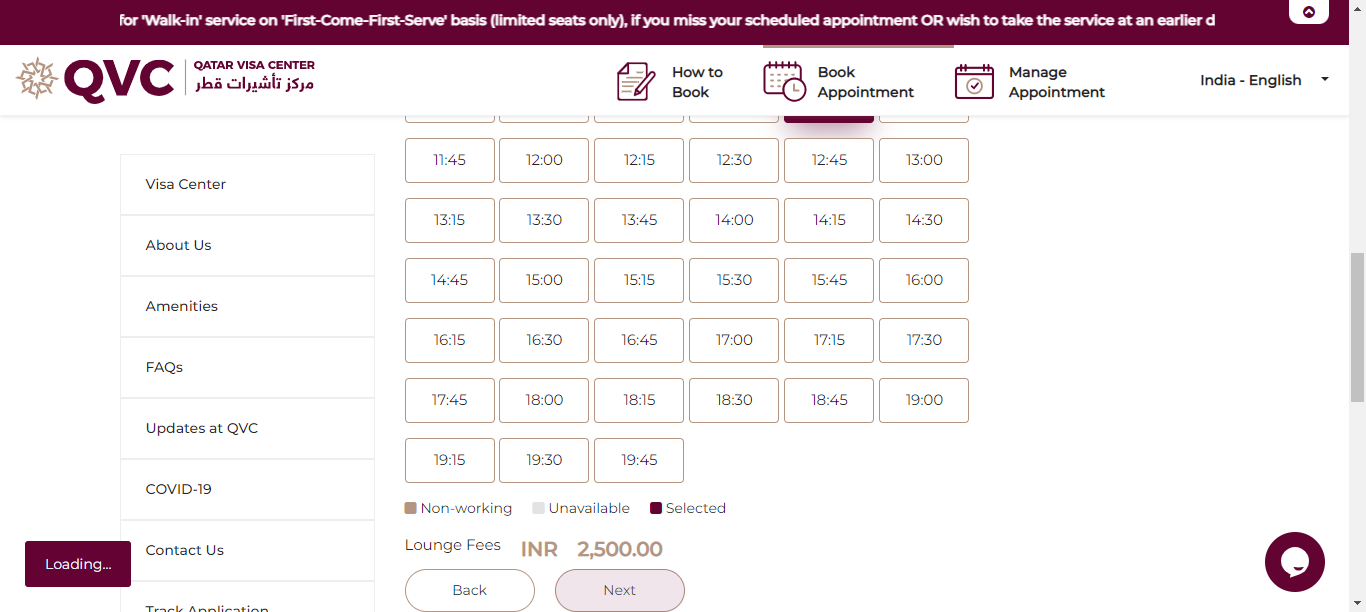 for 'Walk-in' service on 'First-Come-First-Serve' basis (limited seats only), if you miss your scheduled appointment OR wish to take the service at an earlier d
QVC
QATAR VISA CENTER
مركز تأشيرات قطر
How to
Book
Book
Appointment
Manage
Appointment
India - English
Visa Center
About Us
Amenities
FAQs
Updates at QVC
COVID-19
Contact Us
Track Application
11:45 12:00 12:15 12:30 12:45 13:00
13:15 13:30 13:45 14:00 14:15 14:30
14:45 15:00 15:15 15:30 15:45 16:00
16:15 16:30 16:45 17:00 17:15 17:30
17:45 18:00 18:15 18:30 18:45 19:00
19:15 19:30 19:45
Non-working Unavailable Selected
Lounge Fees INR 2,500.00
Back Next
Loading...